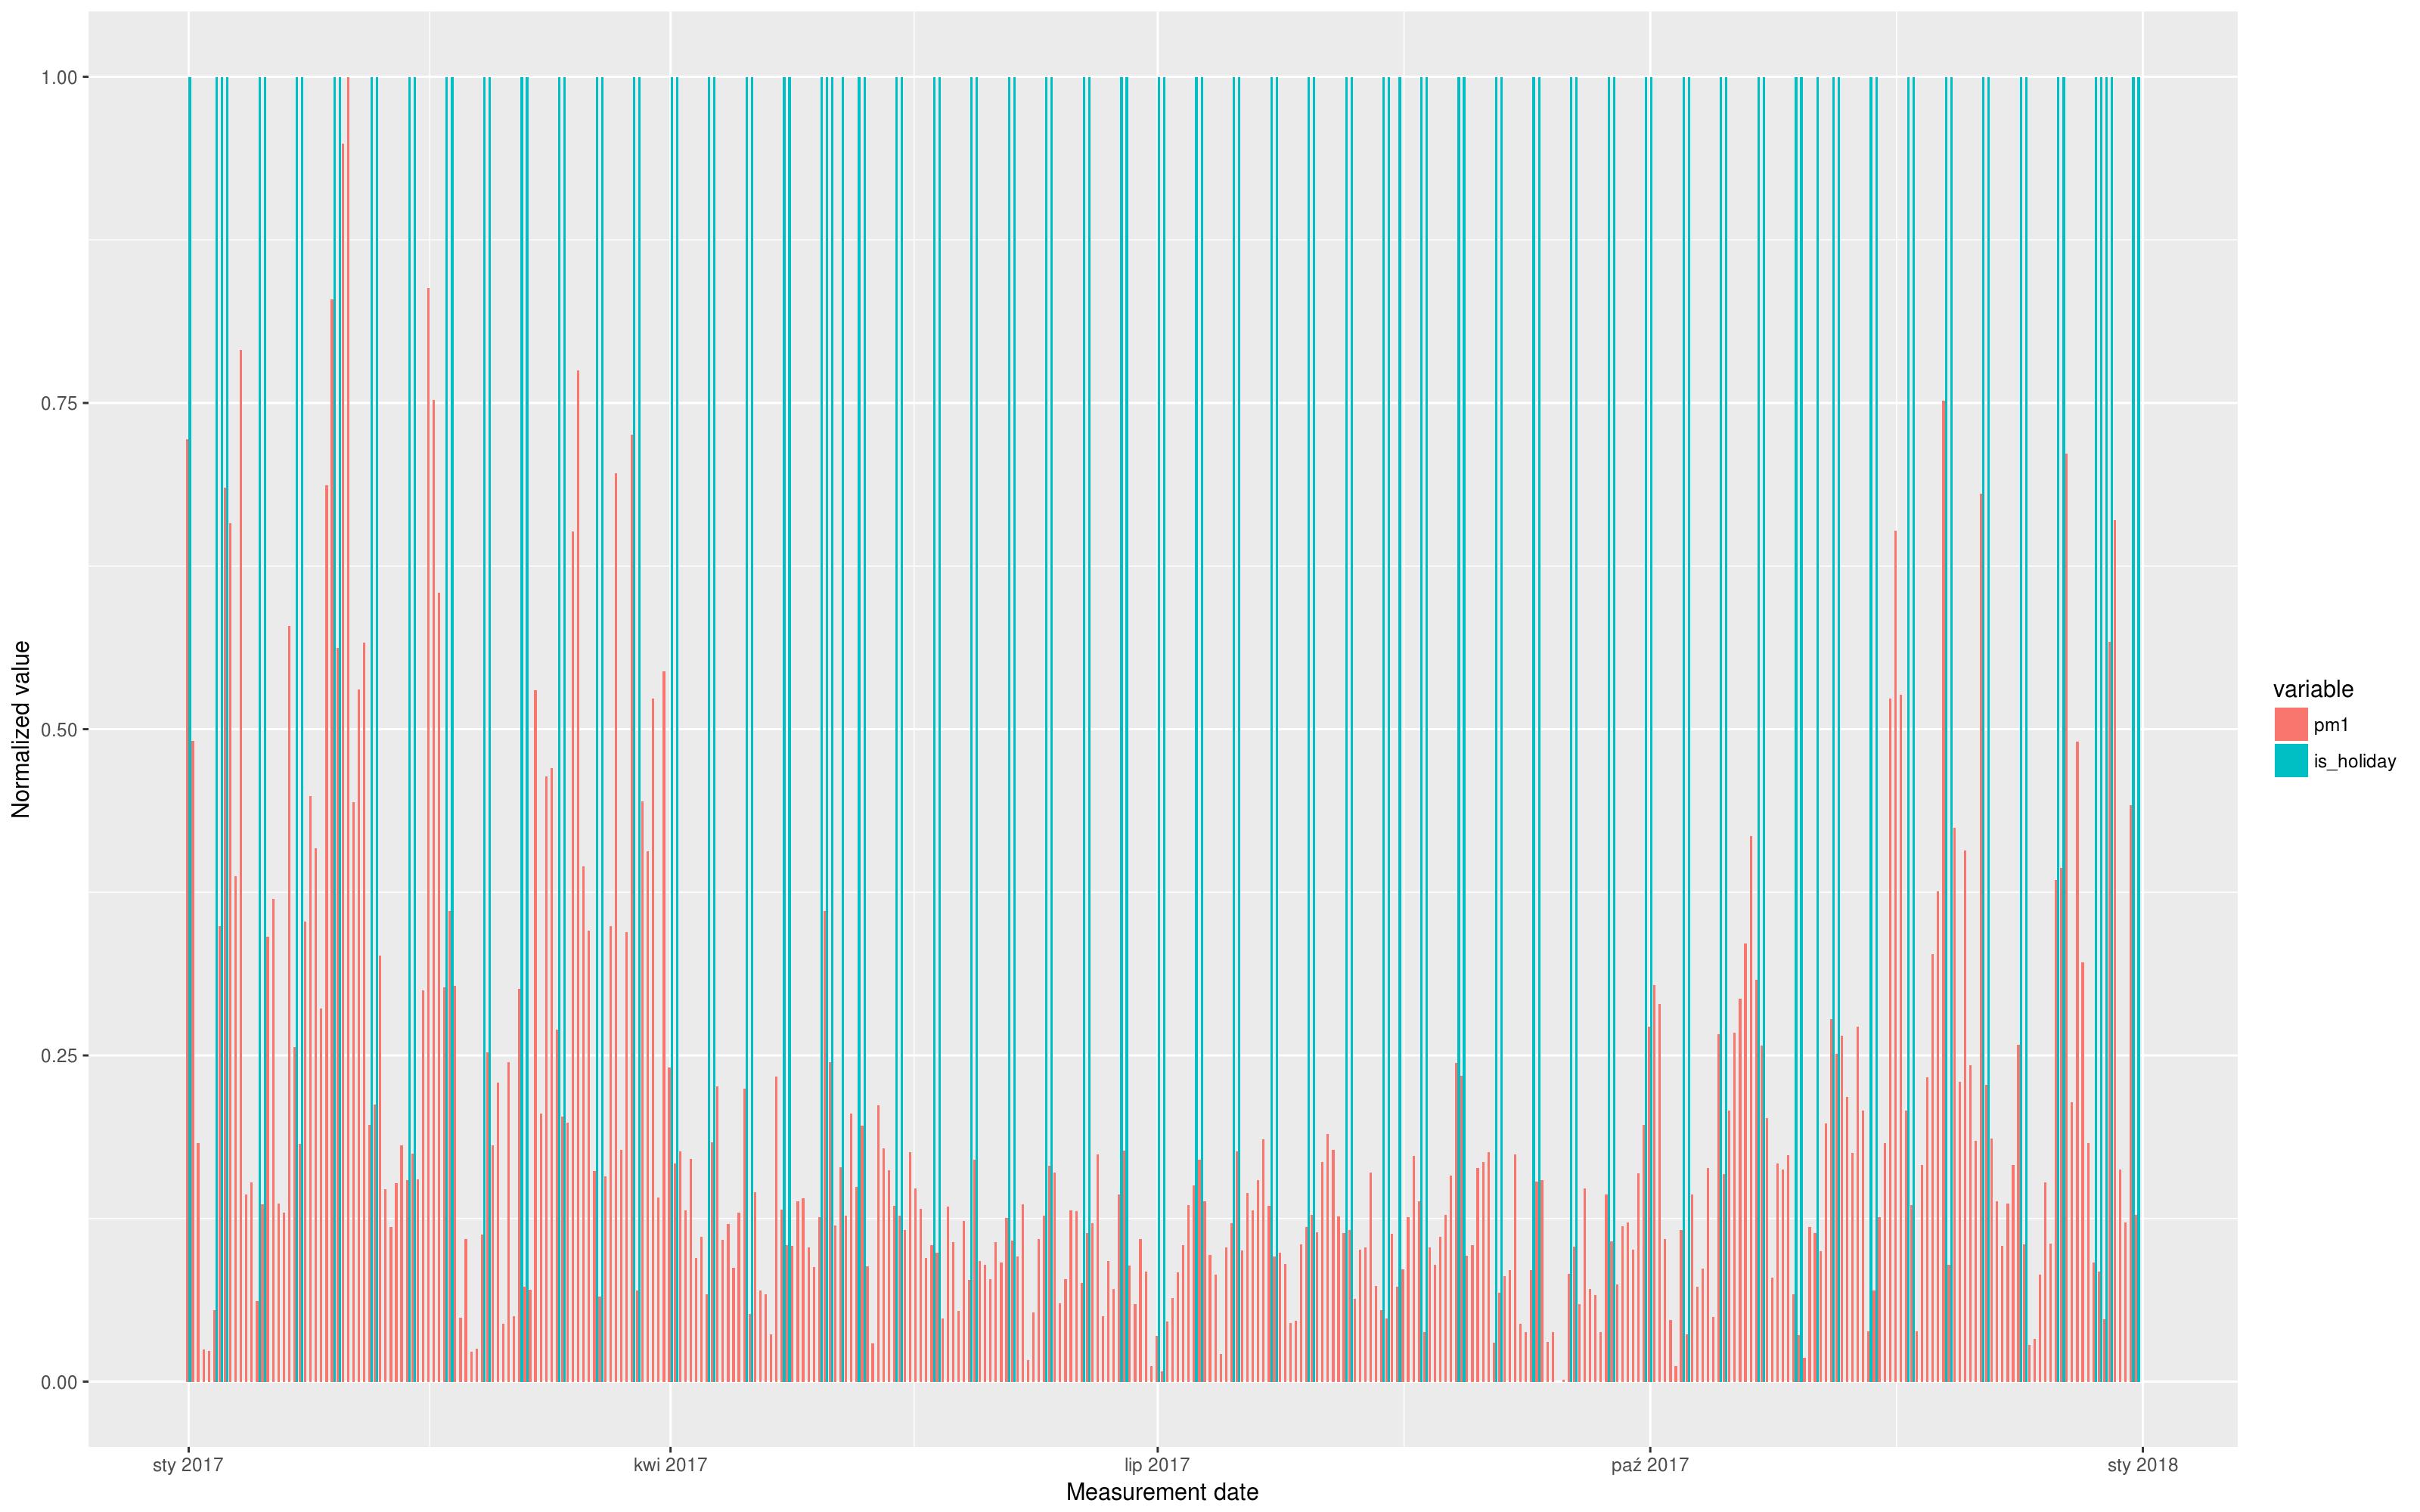 1.00
0.75
0.50
0.25
0.00
Normalized value
sty 2017
kwi 2017
lip 2017
paź 2017
sty 2018
Measurement date
variable
pm1
is_holiday